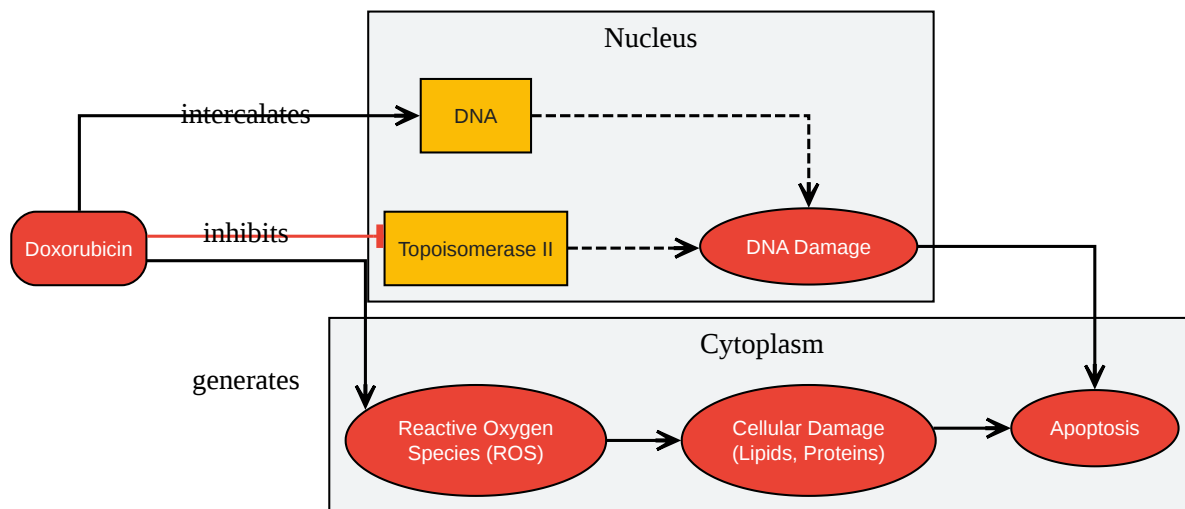 Nucleus
intercalates
DNA
Doxorubicin
inhibits
Topoisomerase II
DNA Damage
Cytoplasm
generates
Reactive Oxygen
Species (ROS)
Cellular Damage
(Lipids, Proteins)
Apoptosis